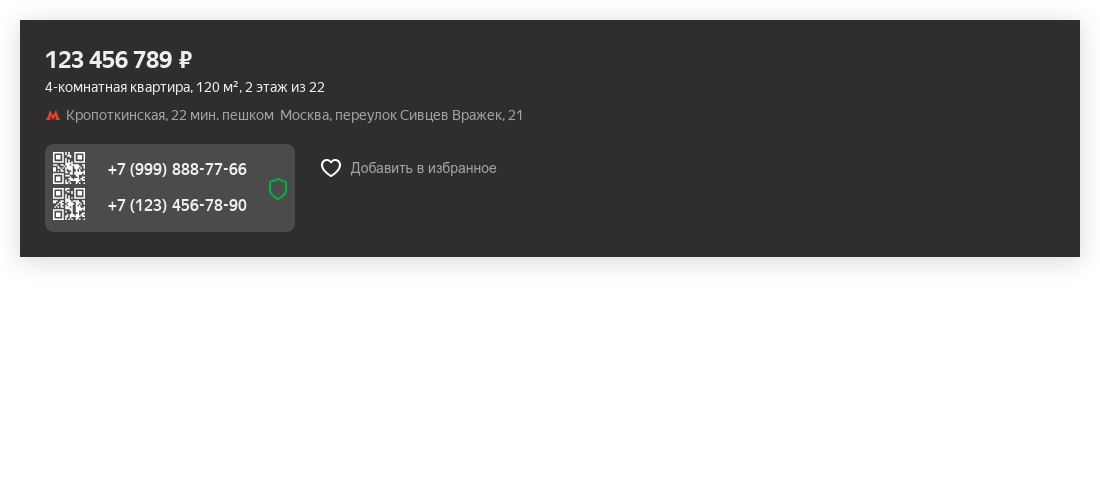 123 456 789 ₽
4-комнатная квартира, 120 м², 2 этаж из 22
Кропоткинская, 22 мин. пешком Москва, переулок Сивцев Вражек, 21
+7 (999) 888-77-66
Добавить в избранное
+7 (123) 456-78-90